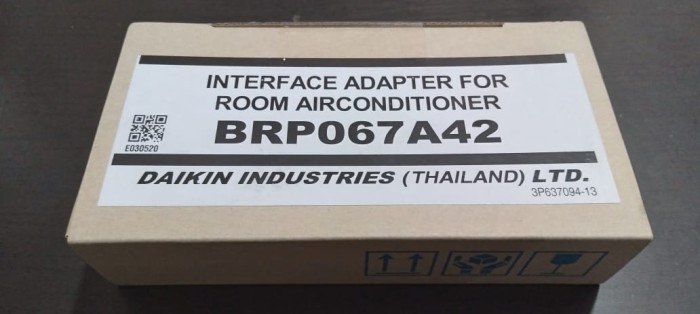 INTERFACE ADAPTER FOR
ROOM AIRCONDITIONER
BRP067A42
E030520
DAIKIN INDUSTRIES (THAILAND) LTD.
3P637094-13